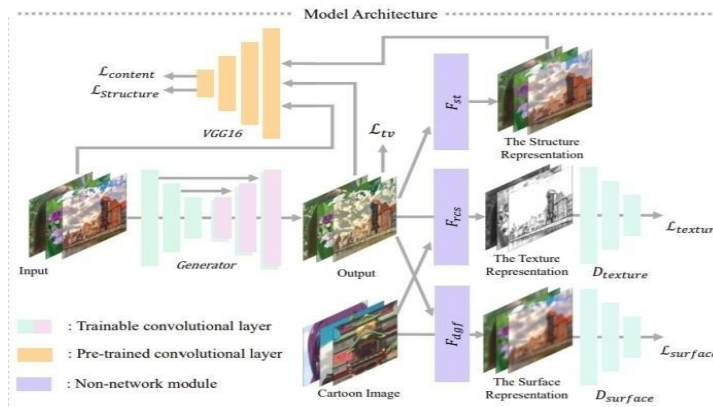 Model Architecture
ℒcontent
ℒStructure
VGG16
ℒtv
Fst
The Structure
Representation
Input
Generator
Output
Frcs
The Texture
Representation
Dtexture
ℒtexture
: Trainable convolutional layer
: Pre-trained convolutional layer
: Non-network module
Cartoon Image
Fdgf
The Surface
Representation
Dsurface
ℒsurface